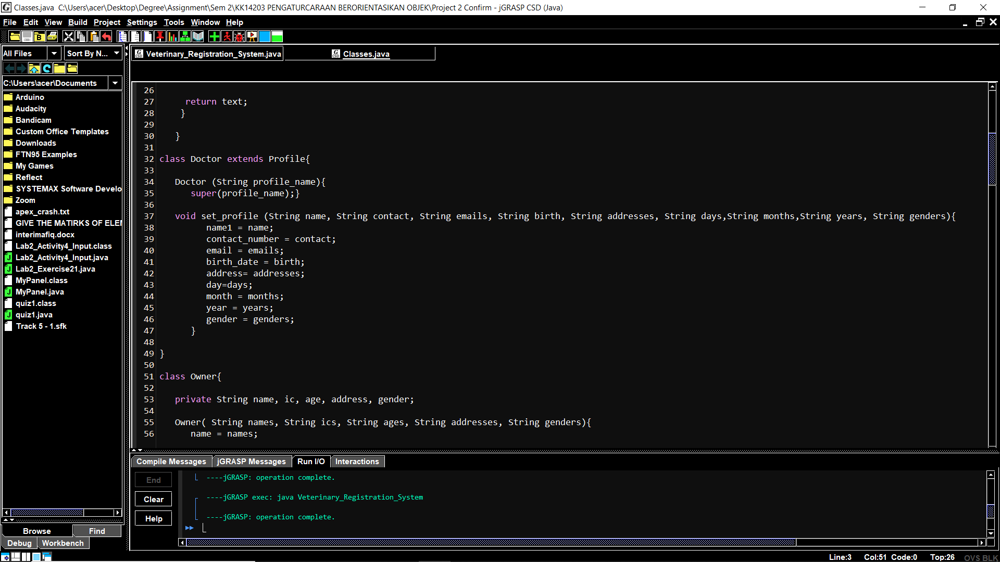 Classes.java  C:\Users\acer\Desktop\Degree\Assignment\Sem 2\KK14203 PENGATURCARAAN BERORIENTASIKAN OBJEK\Project 2 Confirm - jGRASP CSD (Java)
File Edit View Build Project Settings Tools Window Help
All Files Sort By N...
Veterinary_Registration_System.java Classes.java
C:\Users\acer\Documents
Arduino
Audacity
Bandicam
Custom Office Templates
Downloads
FTN95 Examples
My Games
Reflect
SYSTEMAX Software Develo
Zoom
apex_crash.txt
GIVE THE MATIRKS OF ELE
interimafiq.docx
Lab2_Activity4_Input.class
Lab2_Activity4_Input.java
Lab2_Exercise21.java
MyPanel.class
MyPanel.java
quiz1.class
quiz1.java
Track 5 - 1.sfk
Browse Find
Debug Workbench
26
27 return text;
28 }
29
30 }
31
32 class Doctor extends Profile{
33
34 Doctor (String profile_name){
35 super(profile_name);}
36
37 void set_profile (String name, String contact, String emails, String birth, String addresses, String days,String months,String years, String genders){
38 name1 = name;
39 contact_number = contact;
40 email = emails;
41 birth_date = birth;
42 address= addresses;
43 day=days;
44 month = months;
45 year = years;
46 gender = genders;
47 }
48
49 }
50
51 class Owner{
52
53 private String name, ic, age, address, gender;
54
55 Owner( String names, String ics, String ages, String addresses, String genders){
56 name = names;
Compile Messages jGRASP Messages Run I/O Interactions
End
Clear
Help
----jGRASP: operation complete.
----jGRASP exec: java Veterinary_Registration_System
----jGRASP: operation complete.
Line:3 Col:51 Code:0 Top:26 OVS BLK